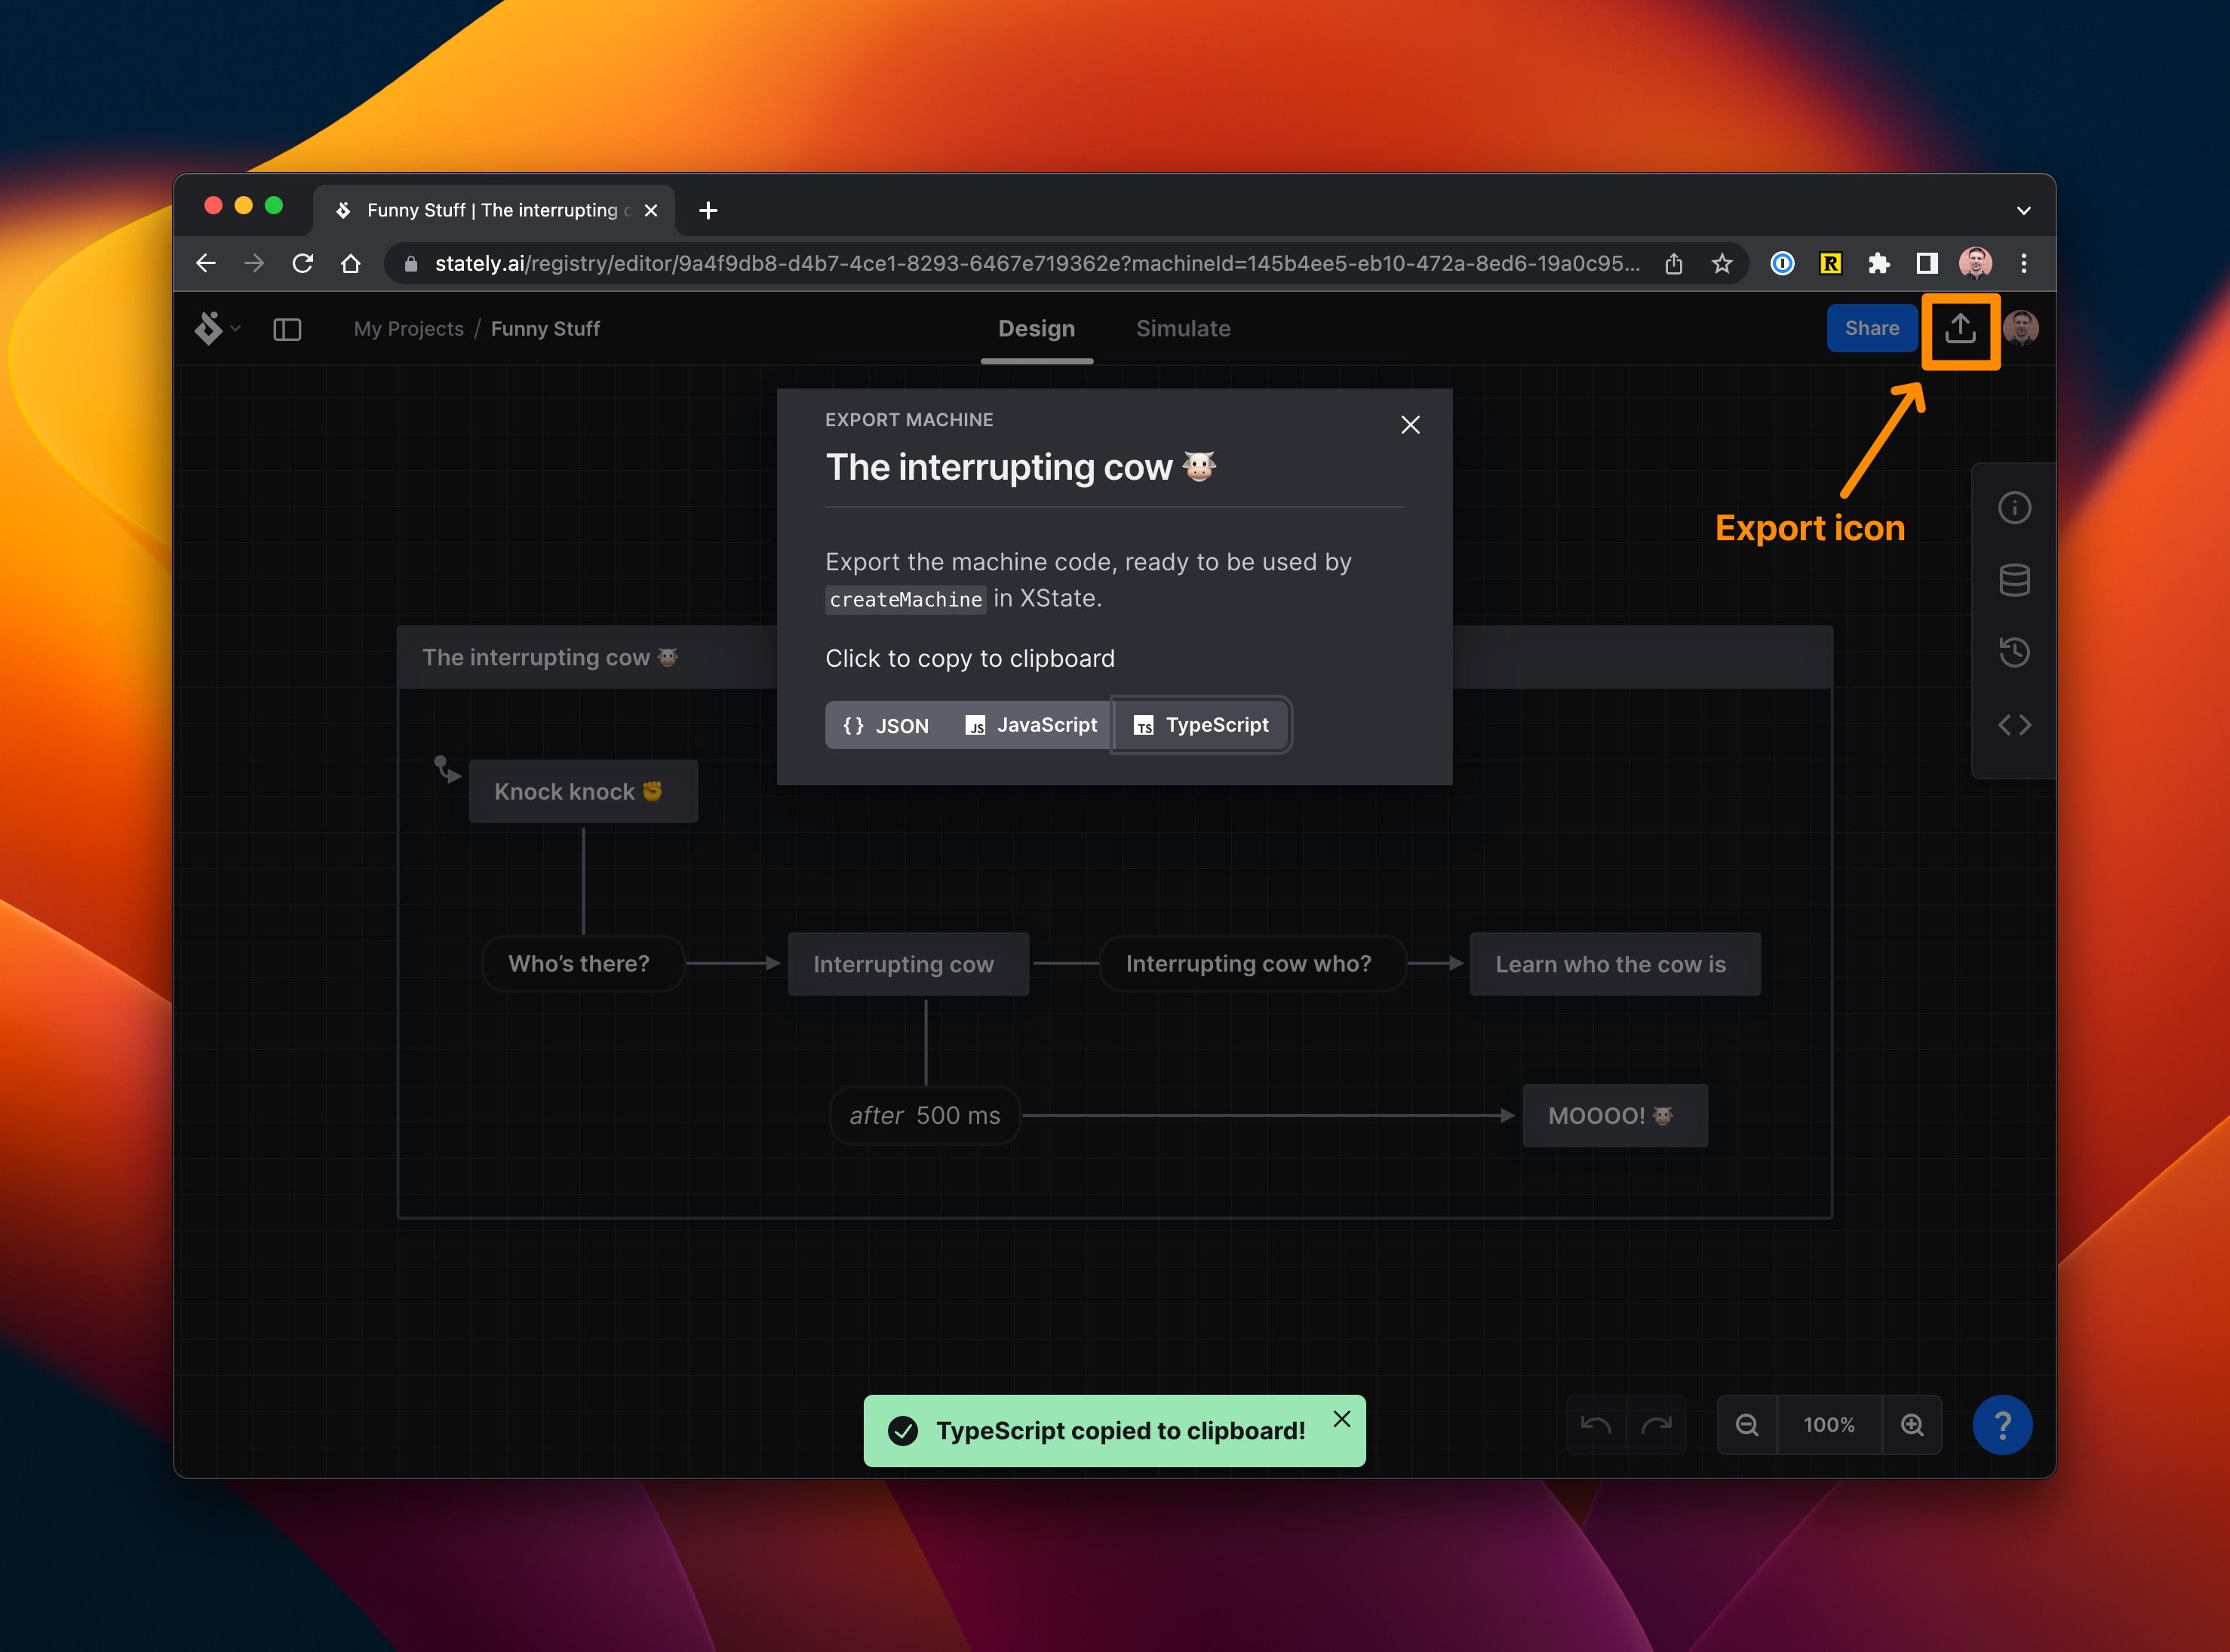 Funny Stuff | The interrupting c
stately.ai/registry/editor/9a4f9db8-d4b7-4ce1-8293-6467e719362e?machineId=145b4ee5-eb10-472a-8ed6-19a0c95...
My Projects / Funny Stuff
Design
Simulate
Share
Export icon
EXPORT MACHINE
The interrupting cow 🐮
Export the machine code, ready to be used by
createMachine in XState.
Click to copy to clipboard
{ } JSON
JS JavaScript
TS TypeScript
The interrupting cow 🐮
Knock knock ✊
Who’s there?
Interrupting cow
Interrupting cow who?
Learn who the cow is
after 500 ms
MOOOO! 🐮
TypeScript copied to clipboard!
100%
?